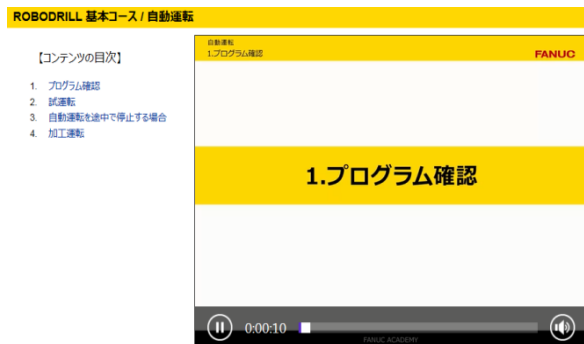 ROBODRILL 基本コース / 自動運転
【コンテンツの目次】
1. プログラム確認
2. 試運転
3. 自動運転を途中で停止する場合
4. 加工運転
自動運転
1.プログラム確認
FANUC
1.プログラム確認
0:00:10
FANUC ACADEMY